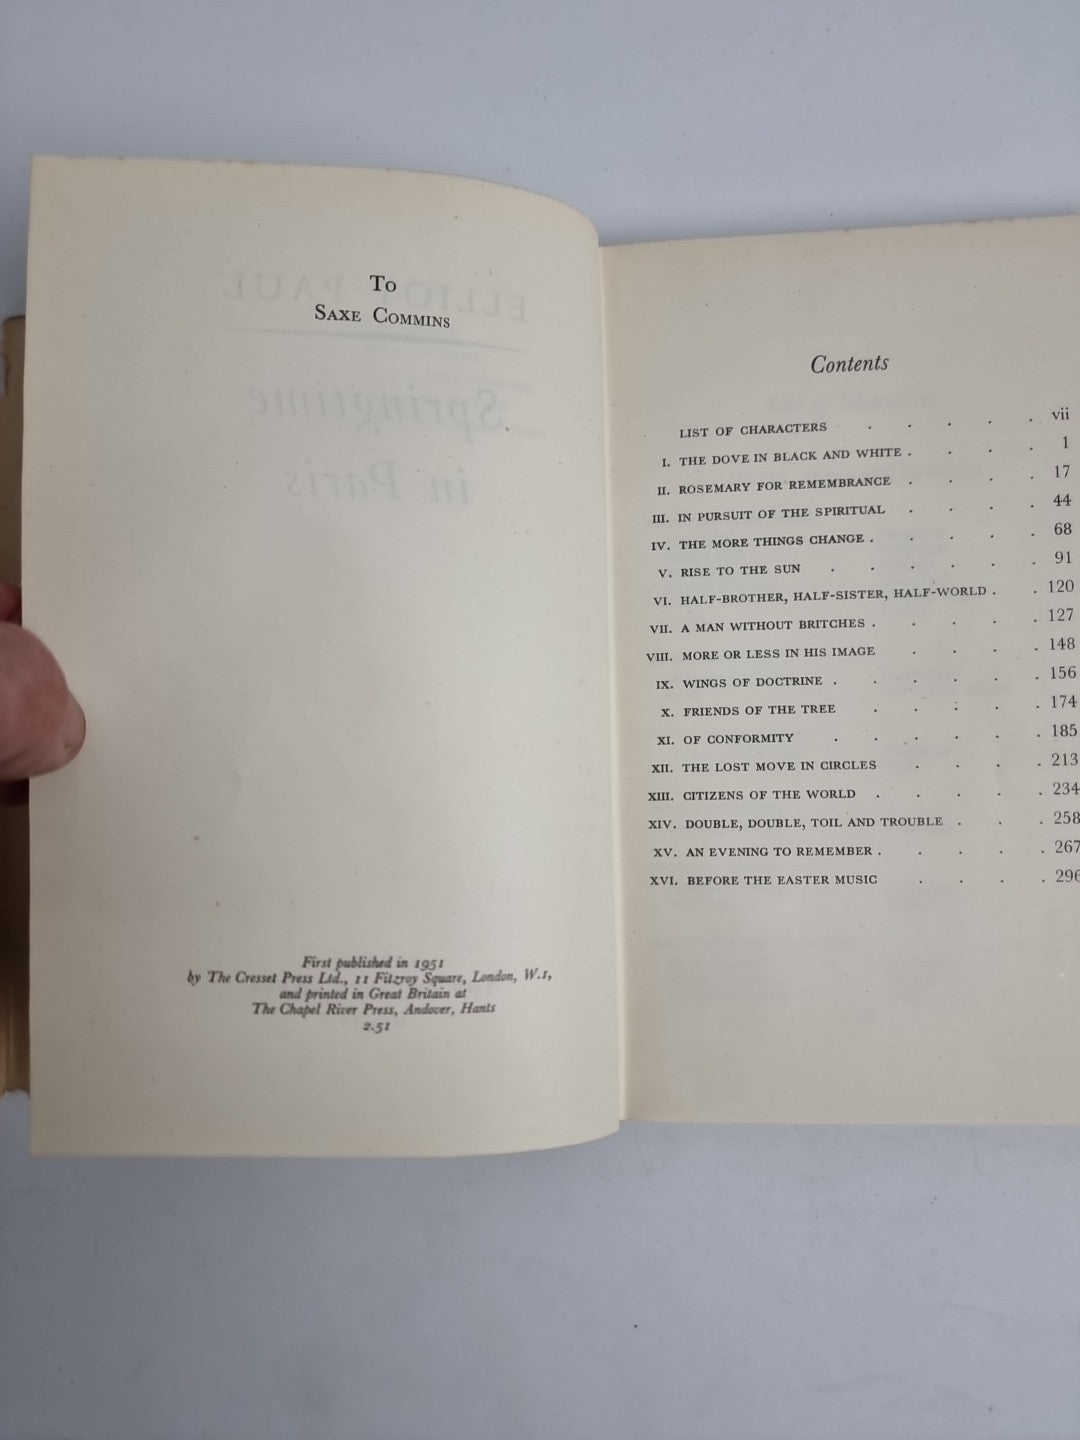 To
SAXE COMMINS
ELLIOT PAUL
Springtime
in Paris
First published in 1951
by The Cresset Press Ltd., 11 Fitzroy Square, London, W.1,
and printed in Great Britain at
The Chapel River Press, Andover, Hants
2.51
Contents
LIST OF CHARACTERS . . . . . vii
I. THE DOVE IN BLACK AND WHITE . . . . 1
II. ROSEMARY FOR REMEMBRANCE . . . . 17
III. IN PURSUIT OF THE SPIRITUAL . . . . 44
IV. THE MORE THINGS CHANGE . . . . . 68
V. RISE TO THE SUN . . . . . . 91
VI. HALF-BROTHER, HALF-SISTER, HALF-WORLD . . 120
VII. A MAN WITHOUT BRITCHES . . . . . 127
VIII. MORE OR LESS IN HIS IMAGE . . . . 148
IX. WINGS OF DOCTRINE . . . . . . 156
X. FRIENDS OF THE TREE . . . . . 174
XI. OF CONFORMITY . . . . . . 185
XII. THE LOST MOVE IN CIRCLES . . . . 213
XIII. CITIZENS OF THE WORLD . . . . . 234
XIV. DOUBLE, DOUBLE, TOIL AND TROUBLE . . . 258
XV. AN EVENING TO REMEMBER . . . . . 267
XVI. BEFORE THE EASTER MUSIC . . . . 296